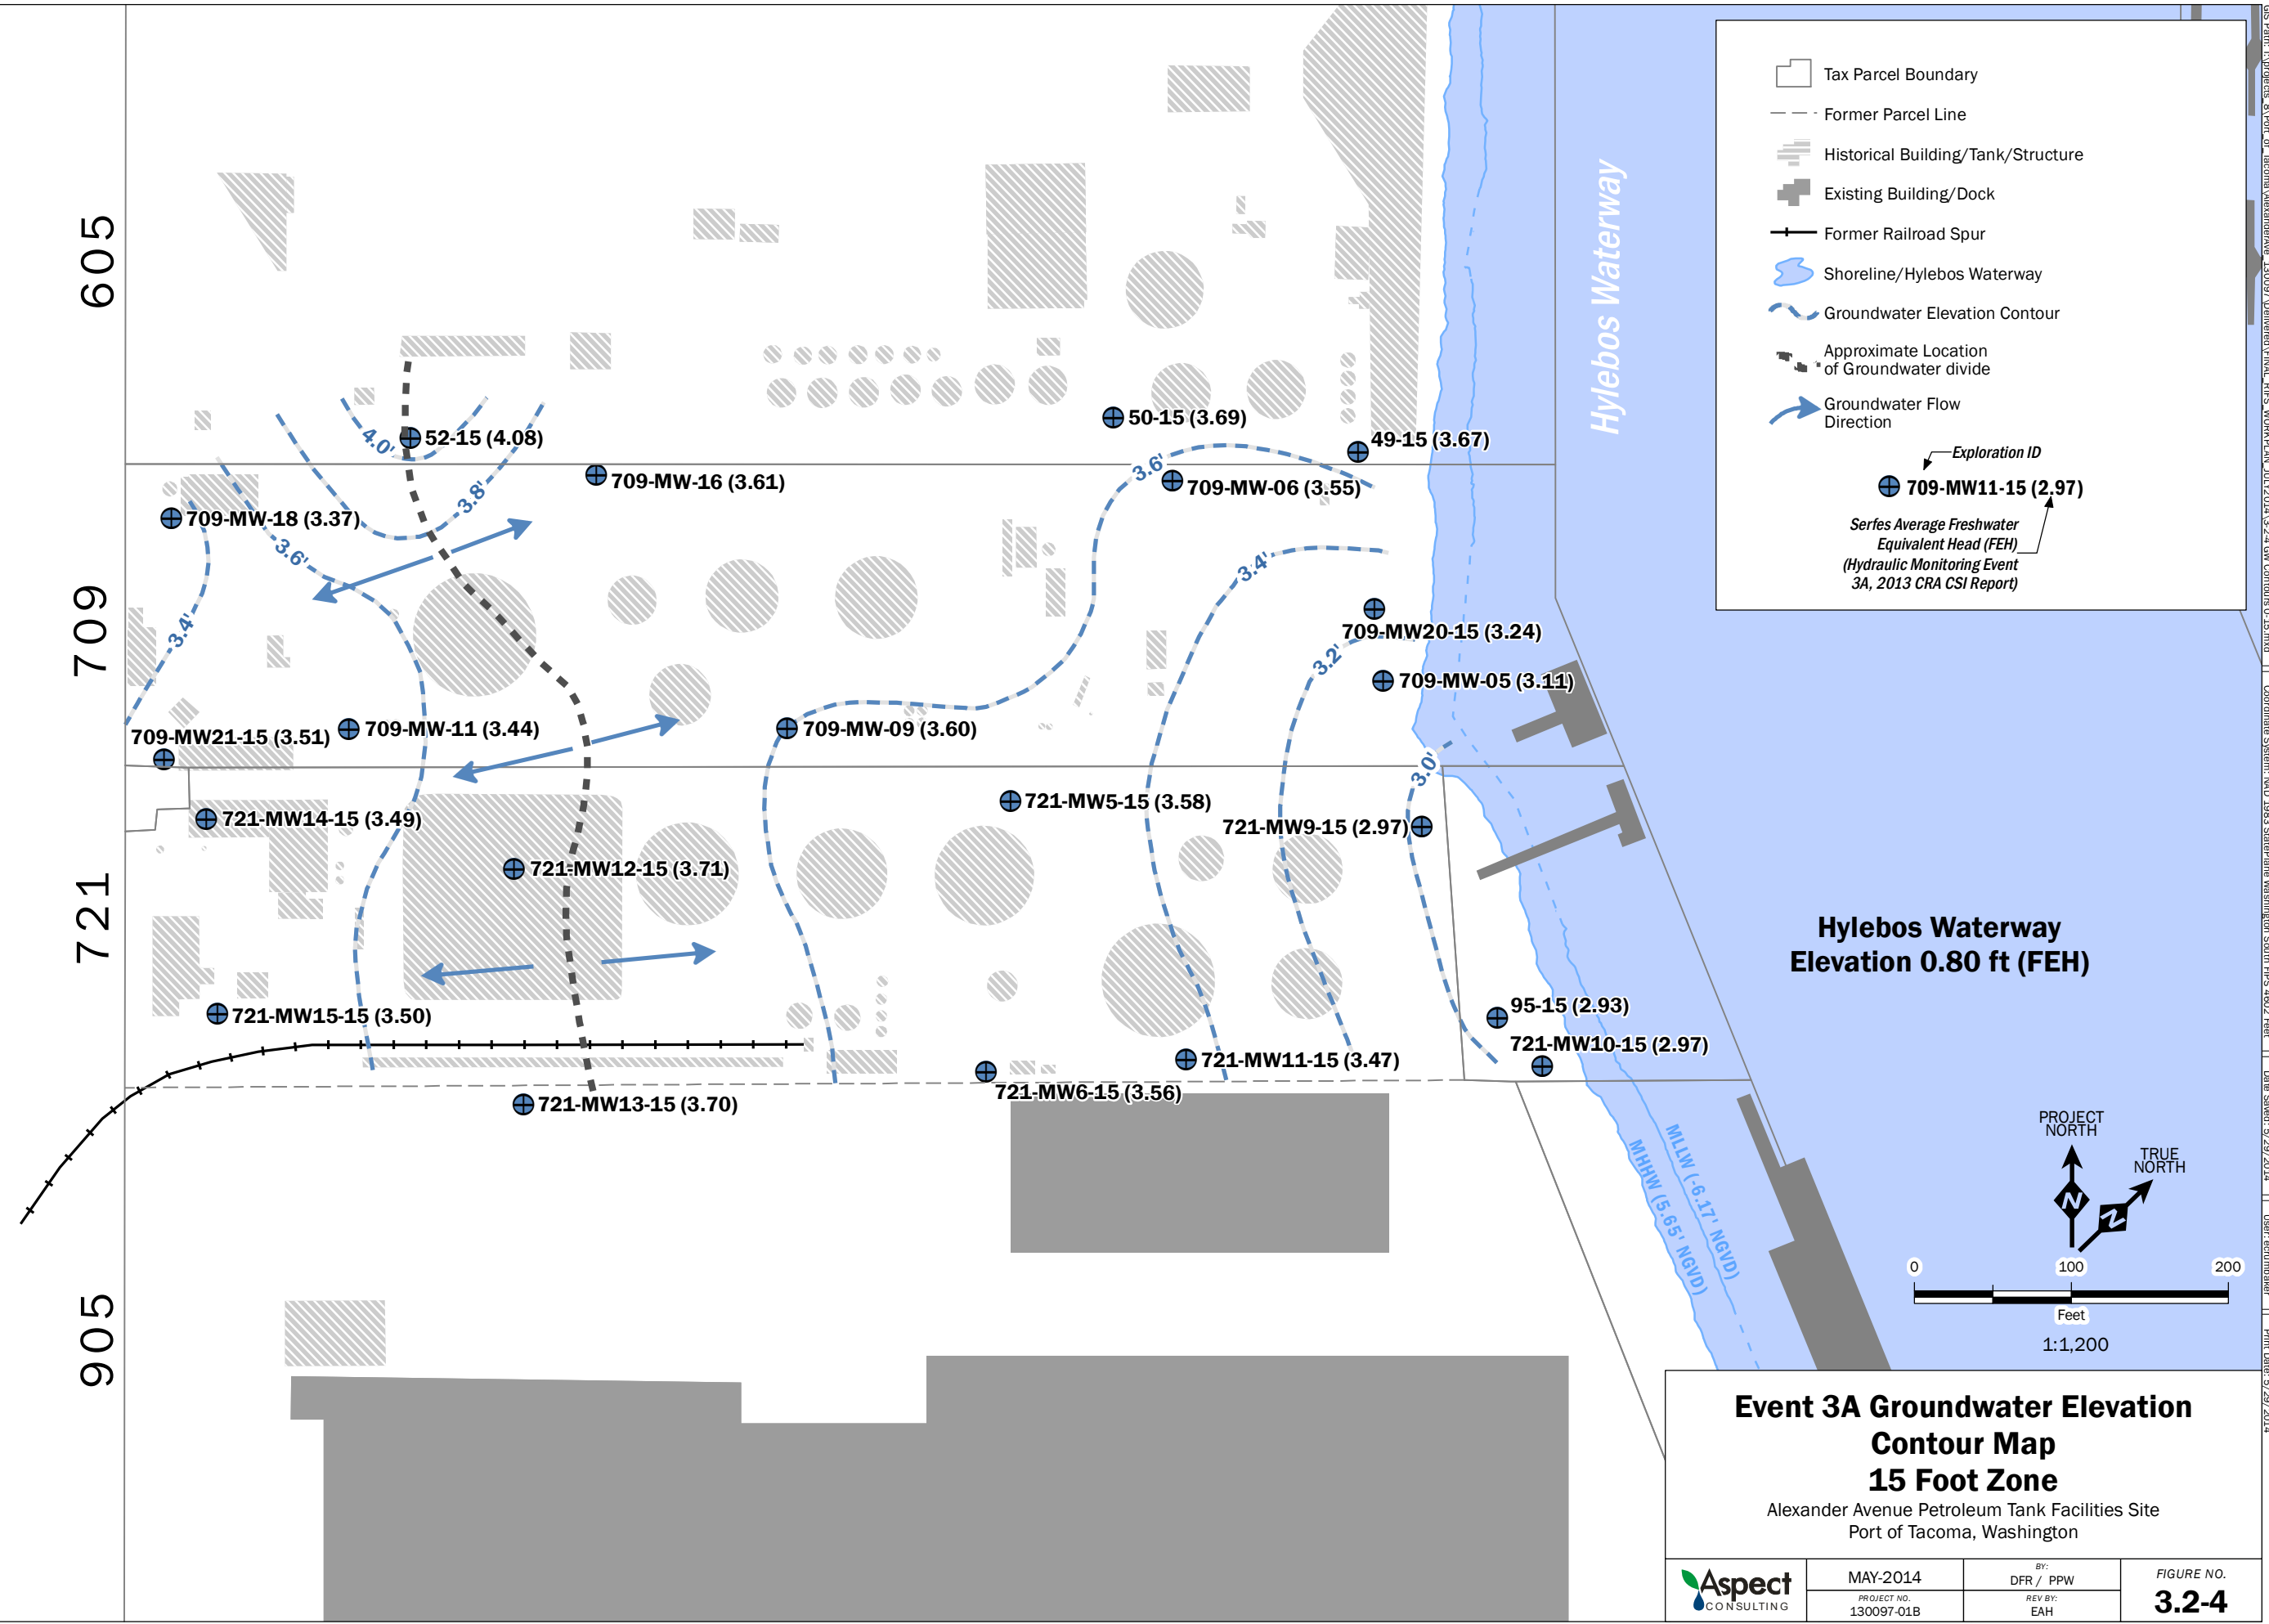 605
709
721
905
4.0'
52-15 (4.08)
3.8'
709-MW-16 (3.61)
709-MW-18 (3.37)
3.6'
3.4'
50-15 (3.69)
49-15 (3.67)
3.6'
709-MW-06 (3.55)
3.4'
709-MW20-15 (3.24)
3.2'
709-MW-05 (3.11)
709-MW21-15 (3.51)
709-MW-11 (3.44)
709-MW-09 (3.60)
3.0'
721-MW14-15 (3.49)
721-MW5-15 (3.58)
721-MW9-15 (2.97)
721-MW12-15 (3.71)
721-MW15-15 (3.50)
95-15 (2.93)
721-MW10-15 (2.97)
721-MW11-15 (3.47)
721-MW6-15 (3.56)
721-MW13-15 (3.70)
Hylebos Waterway
Hylebos Waterway
Elevation 0.80 ft (FEH)
MLLW (-6.17' NGVD)
MHHW (5.65' NGVD)
Tax Parcel Boundary
Former Parcel Line
Historical Building/Tank/Structure
Existing Building/Dock
Former Railroad Spur
Shoreline/Hylebos Waterway
Groundwater Elevation Contour
Approximate Location
of Groundwater divide
Groundwater Flow
Direction
Exploration ID
709-MW11-15 (2.97)
Serfes Average Freshwater
Equivalent Head (FEH)
(Hydraulic Monitoring Event
3A, 2013 CRA CSI Report)
PROJECT
NORTH
TRUE
NORTH
N
N
0 100 200
Feet
1:1,200
Event 3A Groundwater Elevation
Contour Map
15 Foot Zone
Alexander Avenue Petroleum Tank Facilities Site
Port of Tacoma, Washington
Aspect
CONSULTING
MAY-2014
PROJECT NO.
130097-01B
BY:
DFR / PPW
REV BY:
EAH
FIGURE NO.
3.2-4